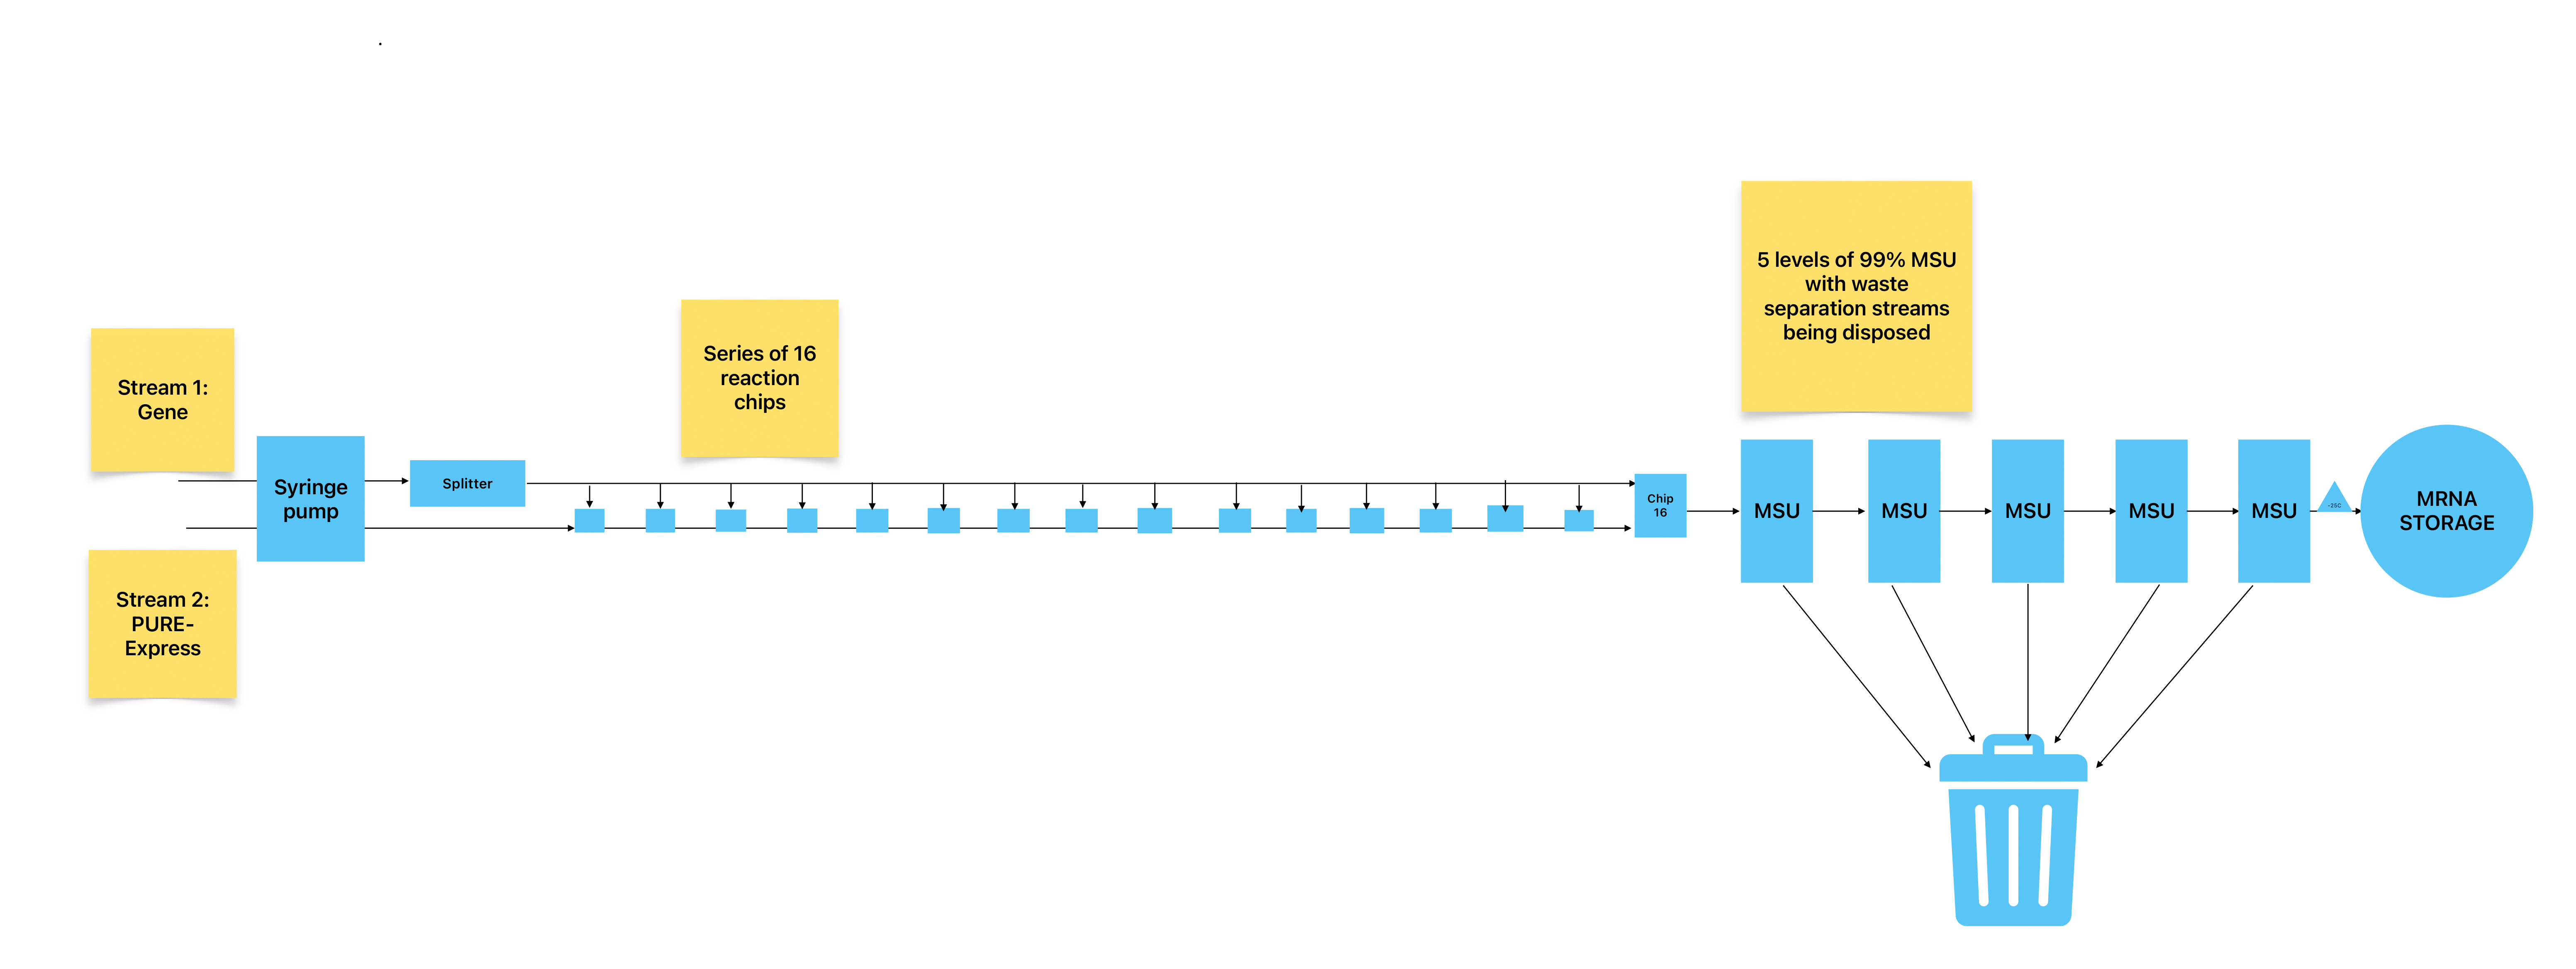 5 levels of 99% MSU
with waste
separation streams
being disposed
Series of 16
reaction
chips
Stream 1:
Gene
Syringe
pump
Splitter
Chip
16
MSU
MSU
MSU
MSU
MSU
-25C
MRNA
STORAGE
Stream 2:
PURE-
Express